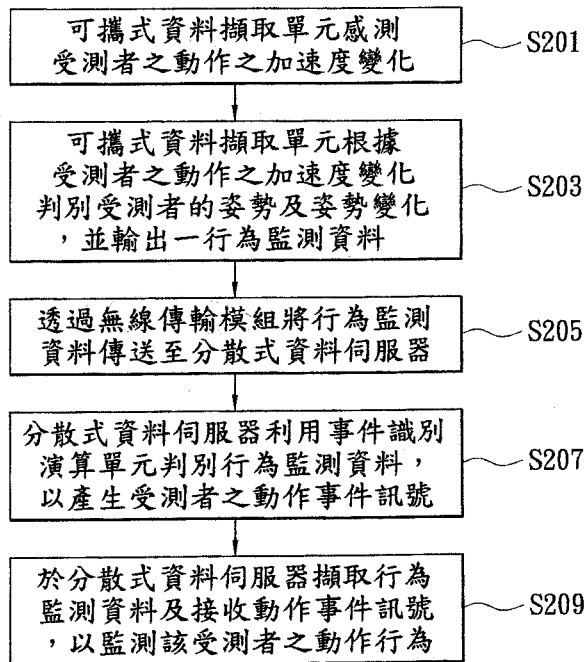 可攜式資料擷取單元感測
受測者之動作之加速度變化
S201
可攜式資料擷取單元根據
受測者之動作之加速度變化
判別受測者的姿勢及姿勢變化
，並輸出一行為監測資料
S203
透過無線傳輸模組將行為監測
資料傳送至分散式資料伺服器
S205
分散式資料伺服器利用事件識別
演算單元判別行為監測資料，
以產生受測者之動作事件訊號
S207
於分散式資料伺服器擷取行為
監測資料及接收動作事件訊號
，以監測該受測者之動作行為
S209